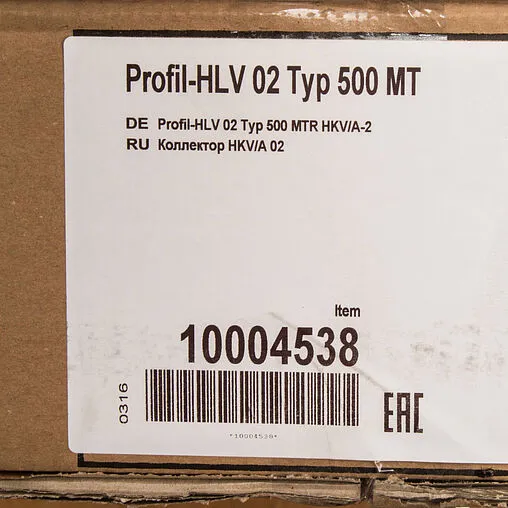 Profil-HLV 02 Typ 500 MT
DE Profil-HLV 02 Typ 500 MTR HKV/A-2
RU Коллектор HKV/A 02
Item
10004538
0316
*10004538*
EAC